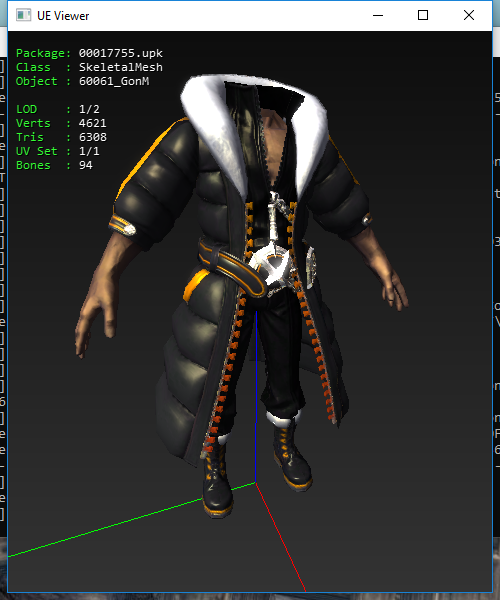 UE Viewer
Package: 00017755.upk
Class : SkeletalMesh
Object : 60061_GonM
LOD : 1/2
Verts : 4621
Tris : 6308
UV Set : 1/1
Bones : 94